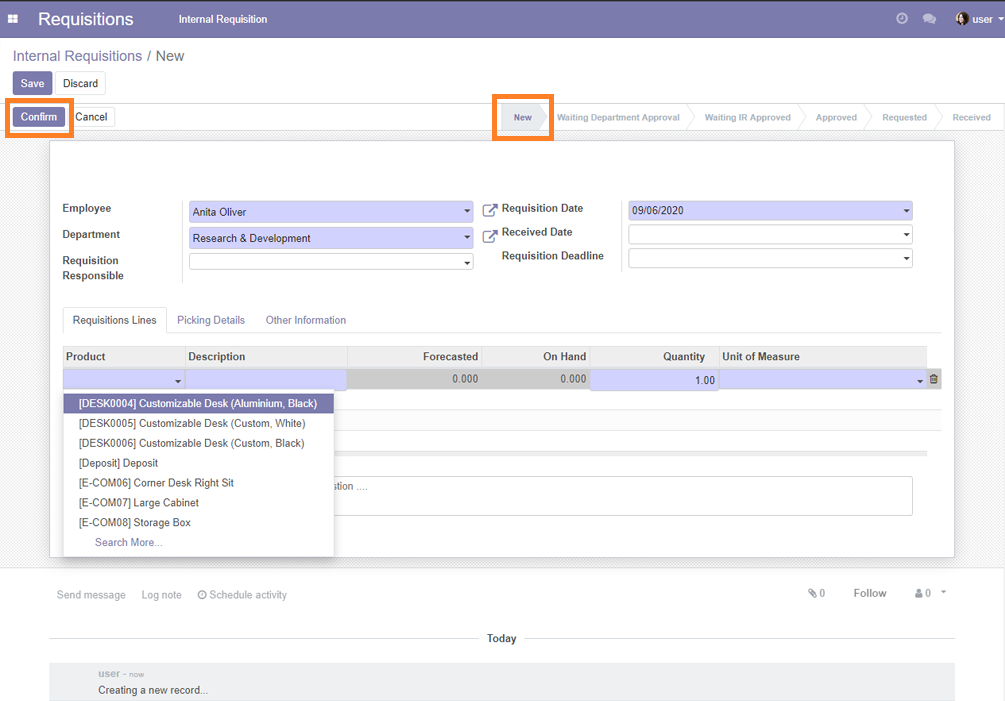 Requisitions Internal Requisition user
Internal Requisitions / New
Save Discard
Confirm Cancel New Waiting Department Approval Waiting IR Approved Approved Requested Received
Employee Anita Oliver Requisition Date 09/06/2020
Department Research & Development Received Date
Requisition Responsible Requisition Deadline
Requisitions Lines Picking Details Other Information
Product Description Forecasted On Hand Quantity Unit of Measure
0.000 0.000 1.00
[DESK0004] Customizable Desk (Aluminium, Black)
[DESK0005] Customizable Desk (Custom, White)
[DESK0006] Customizable Desk (Custom, Black)
[Deposit] Deposit
[E-COM06] Corner Desk Right Sit
[E-COM07] Large Cabinet
[E-COM08] Storage Box
Search More...
Send message Log note Schedule activity 0 Follow 0
Today
user - now
Creating a new record...